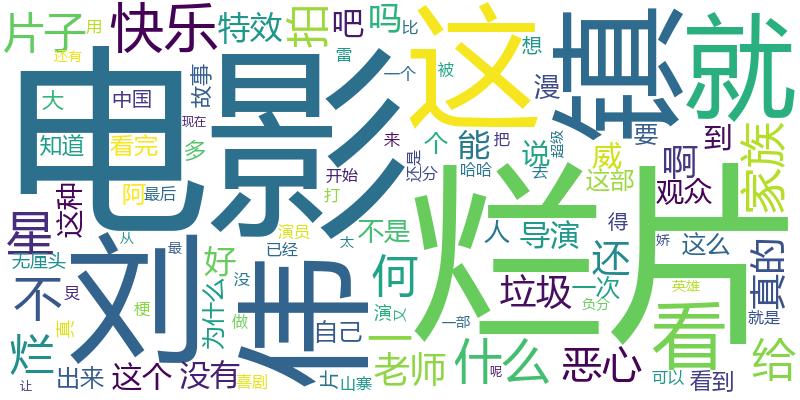 片子
用
快乐
特效
拍
吧
吗
比
这
镇
就
还有
雷
想
电影
故事
一个
被
漫
大
中国
现在
来
个
能
把
超级
要
到
家族
知道
看完
多
哈哈
说
去
威
啊
开始
还是
阿
最后
打
分
这部
观众
星
这种
烂片
从
演员
不是
人
导演
得
娇
这么
真的
无厘头
最
已经
太
还
刘
伟
好
何
垃圾
一次
英雄
不
炅
没
为什么
自己
演
又
负分
看
就是
真
梗
做
一
一部
烂
出来
这个
没有
喜剧
片
山寨
老师
什么
呢
恶心
可以
看到
给
让